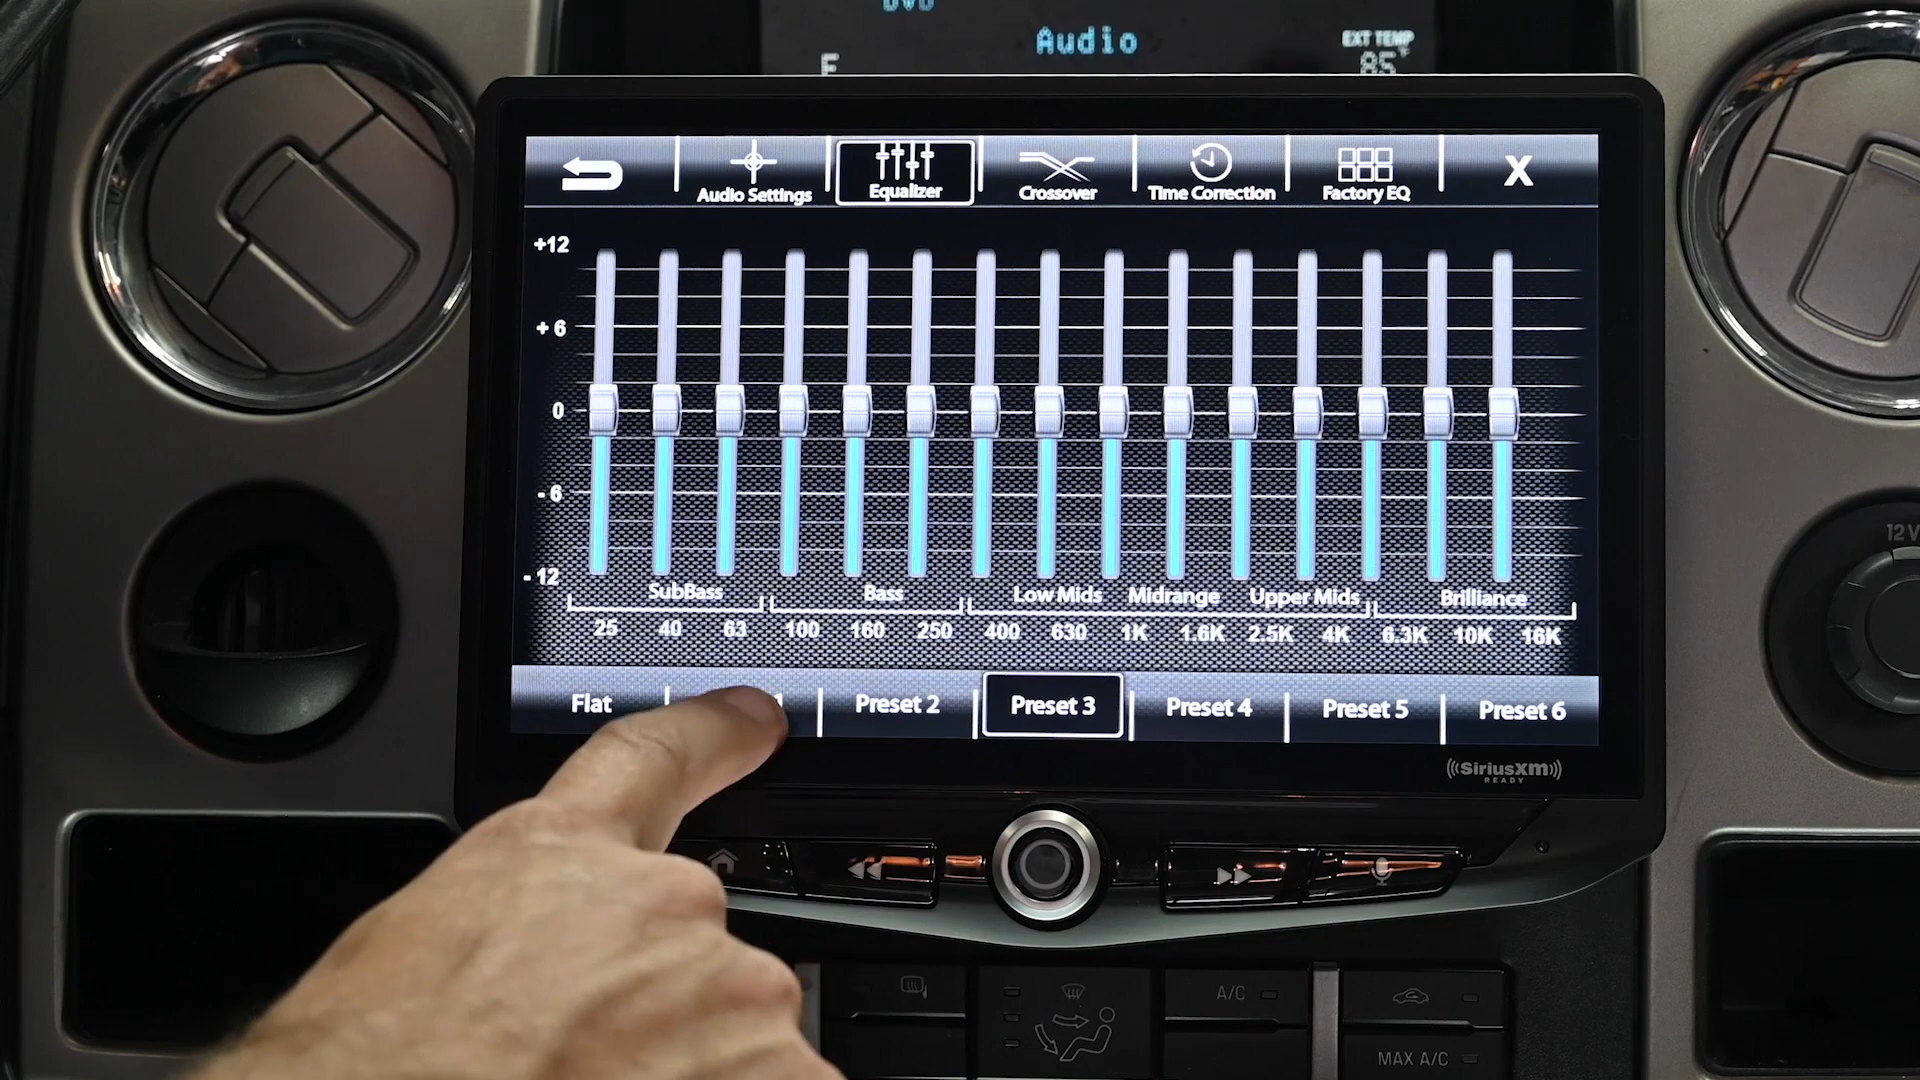 DVD
Audio
EXT TEMP
85°
E
Audio Settings
Equalizer
Crossover
Time Correction
Factory EQ
X
+12
+6
0
-6
-12
SubBass Bass Low Mids Midrange Upper Mids Brilliance
25 40 63 100 160 250 400 630 1K 1.6K 2.5K 4K 6.3K 10K 16K
Flat
1
Preset 2
Preset 3
Preset 4
Preset 5
Preset 6
SiriusXM
READY
12V
A/C
MAX A/C